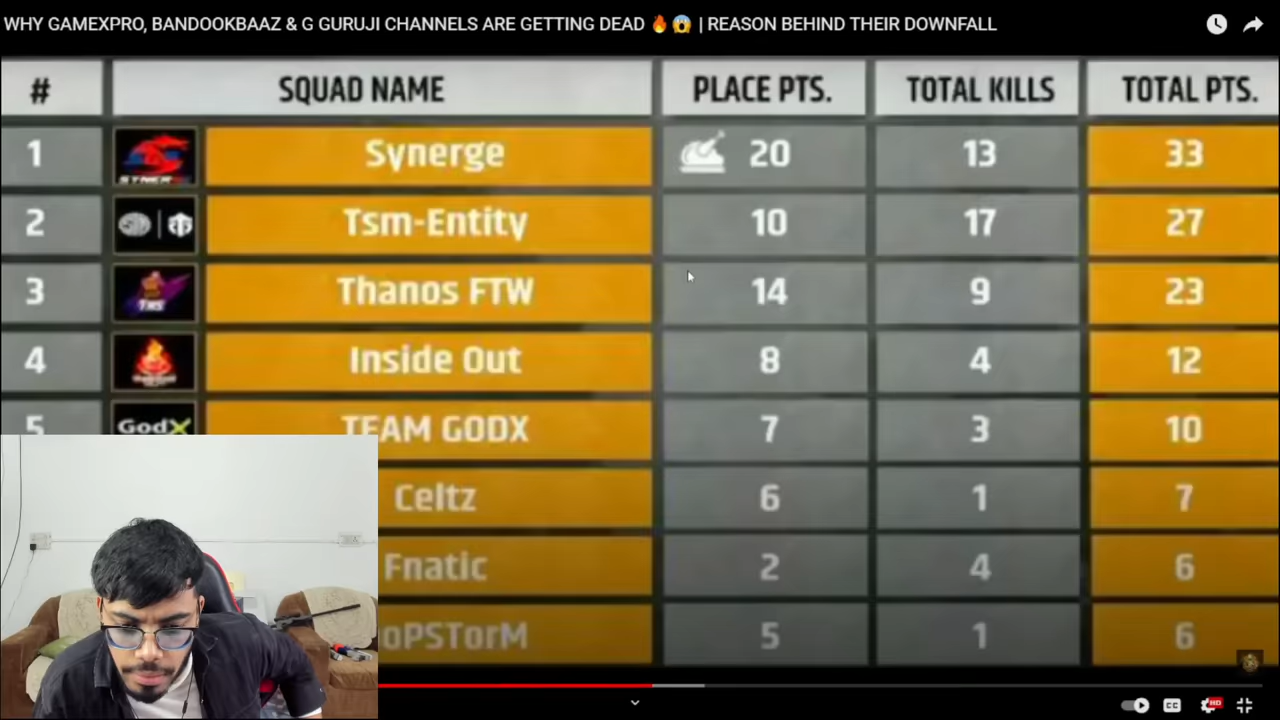 WHY GAMEXPRO, BANDOOKBAAZ & G GURUJI CHANNELS ARE GETTING DEAD 🔥😱 | REASON BEHIND THEIR DOWNFALL
# SQUAD NAME PLACE PTS. TOTAL KILLS TOTAL PTS.
1 Synerge 20 13 33
2 Tsm-Entity 10 17 27
3 Thanos FTW 14 9 23
4 Inside Out 8 4 12
5 GodX TEAM GODX 7 3 10
Celtz 6 1 7
Fnatic 2 4 6
oPSTorM 5 1 6
CC HD